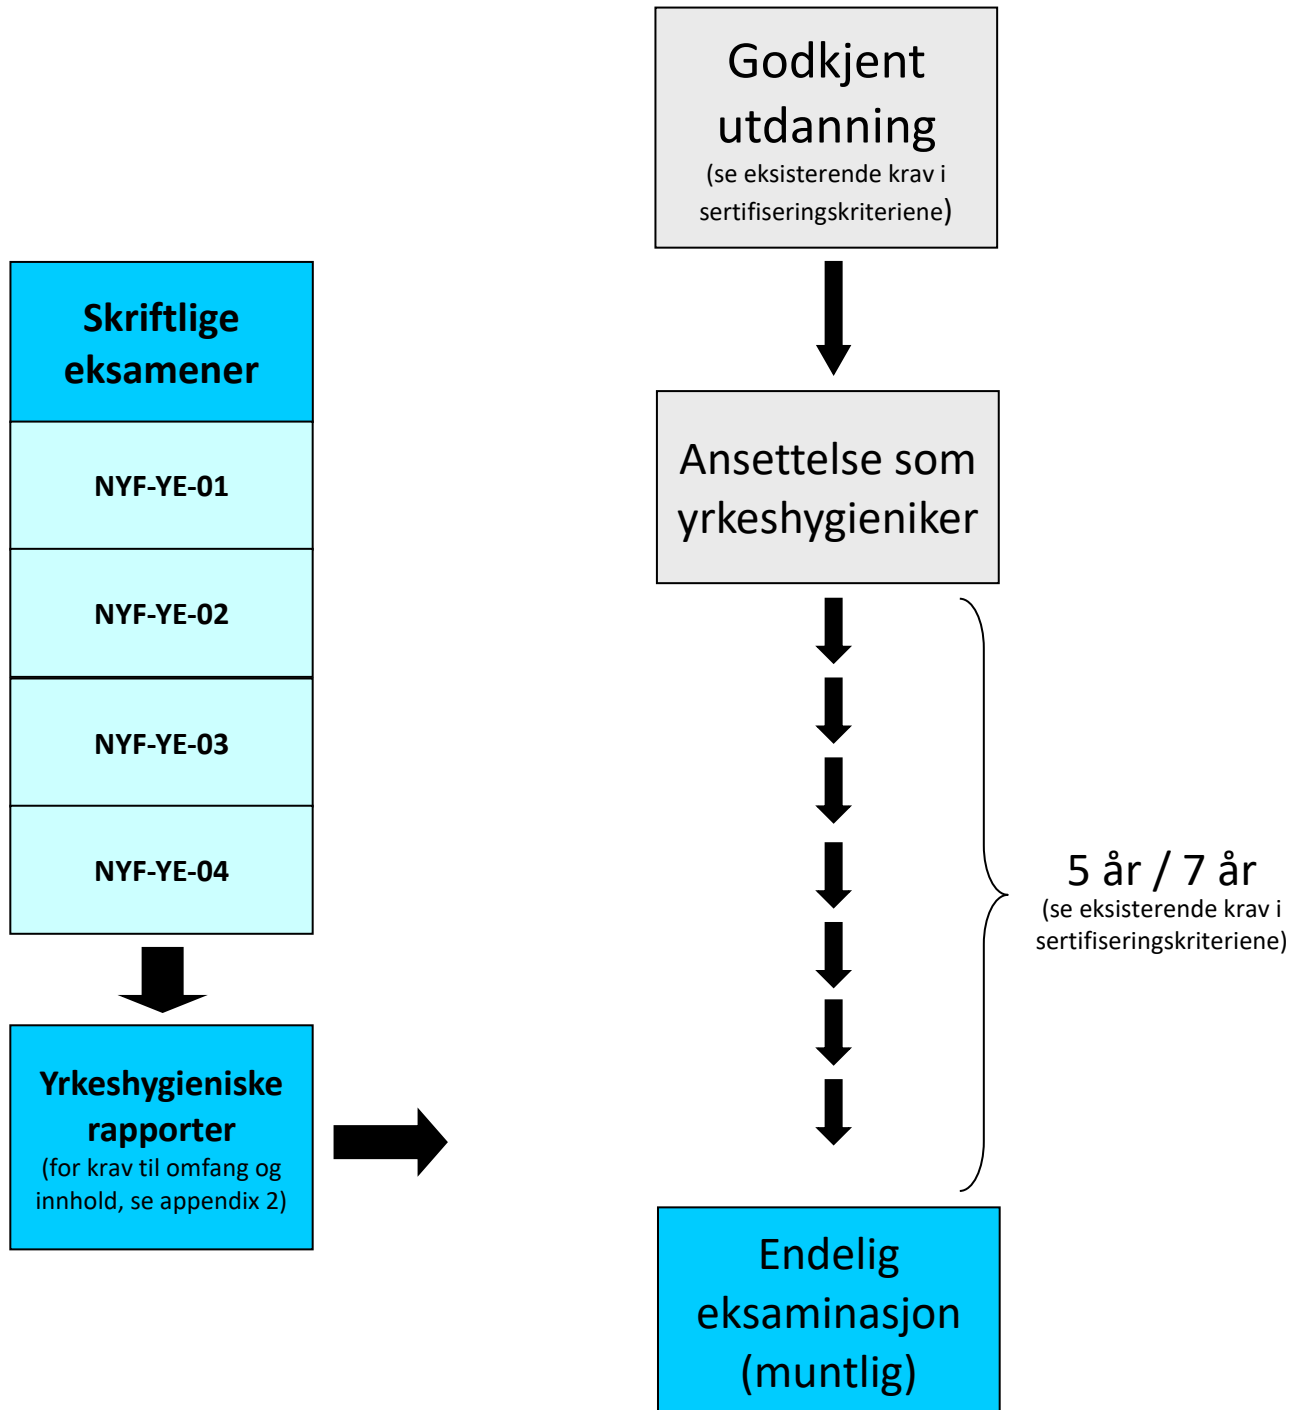 Godkjent
utdanning
(se eksisterende krav i
sertifiseringskriteriene)
Skriftlige
eksamener
NYF-YE-01
NYF-YE-02
NYF-YE-03
NYF-YE-04
Yrkeshygieniske
rapporter
(for krav til omfang og
innhold, se appendix 2)
Ansettelse som
yrkeshygieniker
5 år / 7 år
(se eksisterende krav i
sertifiseringskriteriene)
Endelig
eksaminasjon
(muntlig)